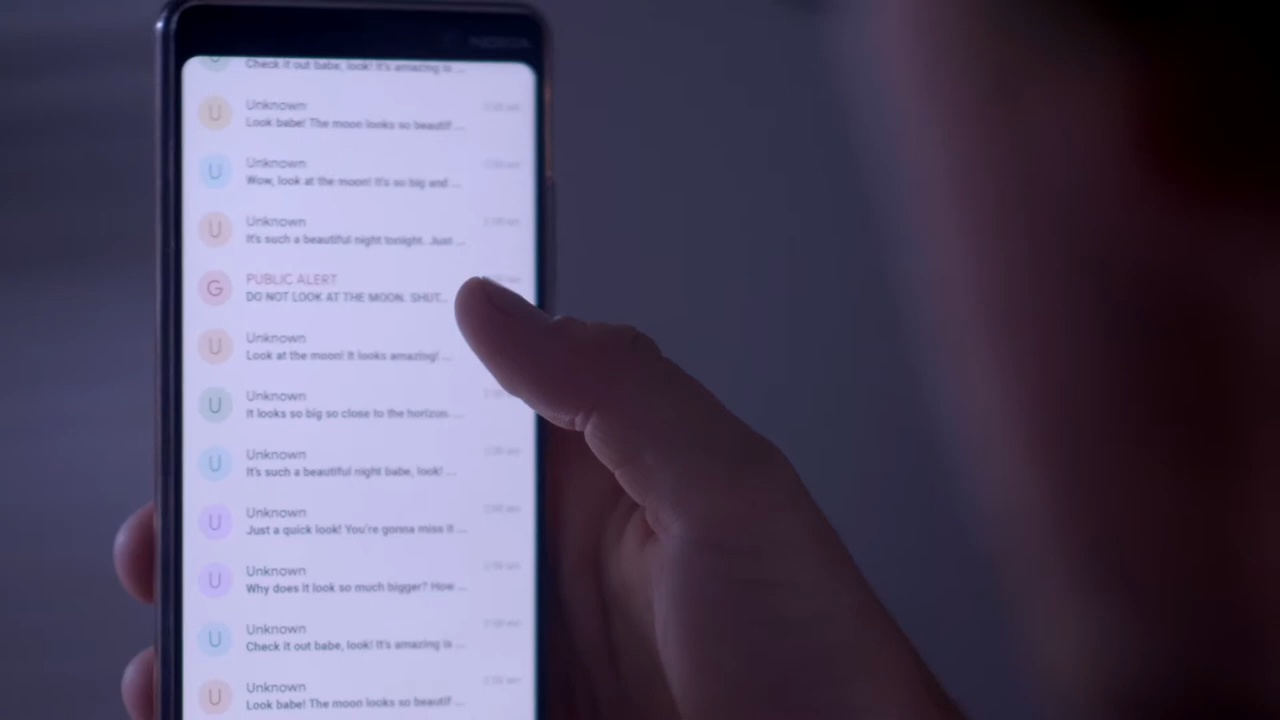 NOKIA
Check it out babe, look! It's amazing is ...
U
Unknown
Look babe! The moon looks so beautif ...
U
Unknown
Wow, look at the moon! It's so big and ...
U
Unknown
It's such a beautiful night tonight. Just ...
G
PUBLIC ALERT
DO NOT LOOK AT THE MOON. SHUT...
U
Unknown
Look at the moon! It looks amazing! ...
U
Unknown
It looks so big so close to the horizon. ...
U
Unknown
It's such a beautiful night babe, look! ...
U
Unknown
Just a quick look! You're gonna miss it ...
U
Unknown
Why does it look so much bigger? How ...
U
Unknown
Check it out babe, look! It's amazing is ...
U
Unknown
Look babe! The moon looks so beautif ...